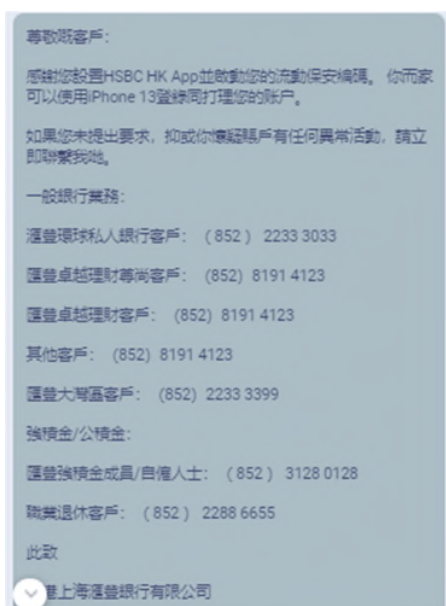 尊敬嘅客戶：
感謝您設置HSBC HK App並啟動您的流動保安編碼。 你而家
可以使用iPhone 13登錄同打理您的账户。
如果您未提出要求，抑或你懷疑賬戶有任何異常活動，請立
即聯繫我哋。
一般銀行業務：
滙豐環球私人銀行客戶： （852 ） 2233 3033
匯豐卓越理財尊尚客戶： (852) 8191 4123
匯豐卓越理財客戶： (852) 8191 4123
其他客戶： (852) 8191 4123
匯豐大灣區客戶： (852) 2233 3399
強積金/公積金：
匯豐強積金成員/自僱人士： （852 ） 3128 0128
職業退休客戶： （852 ） 2288 6655
此致
港上海滙豐銀行有限公司